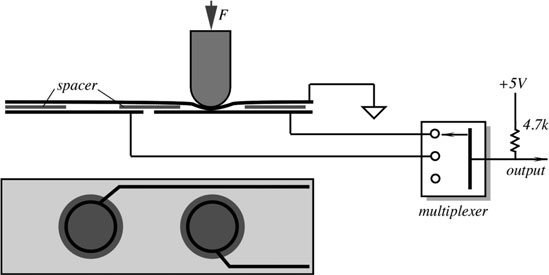 F
spacer
+5V
4.7k
output
multiplexer